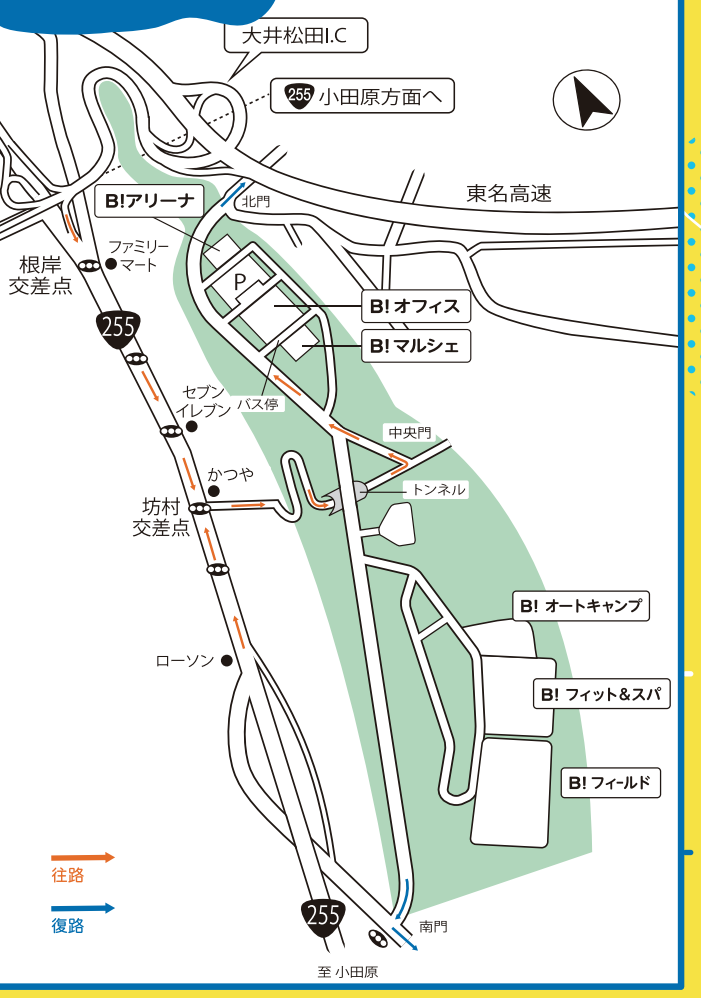 大井松田I.C
255 小田原方面へ
東名高速
B!アリーナ
北門
ファミリー
マート
根岸
交差点
P
B! オフィス
255
B! マルシェ
セブン
イレブン
バス停
中央門
かつや
トンネル
坊村
交差点
B! オートキャンプ
ローソン
B! フィット&スパ
B! フィールド
往路
復路
255
南門
至 小田原